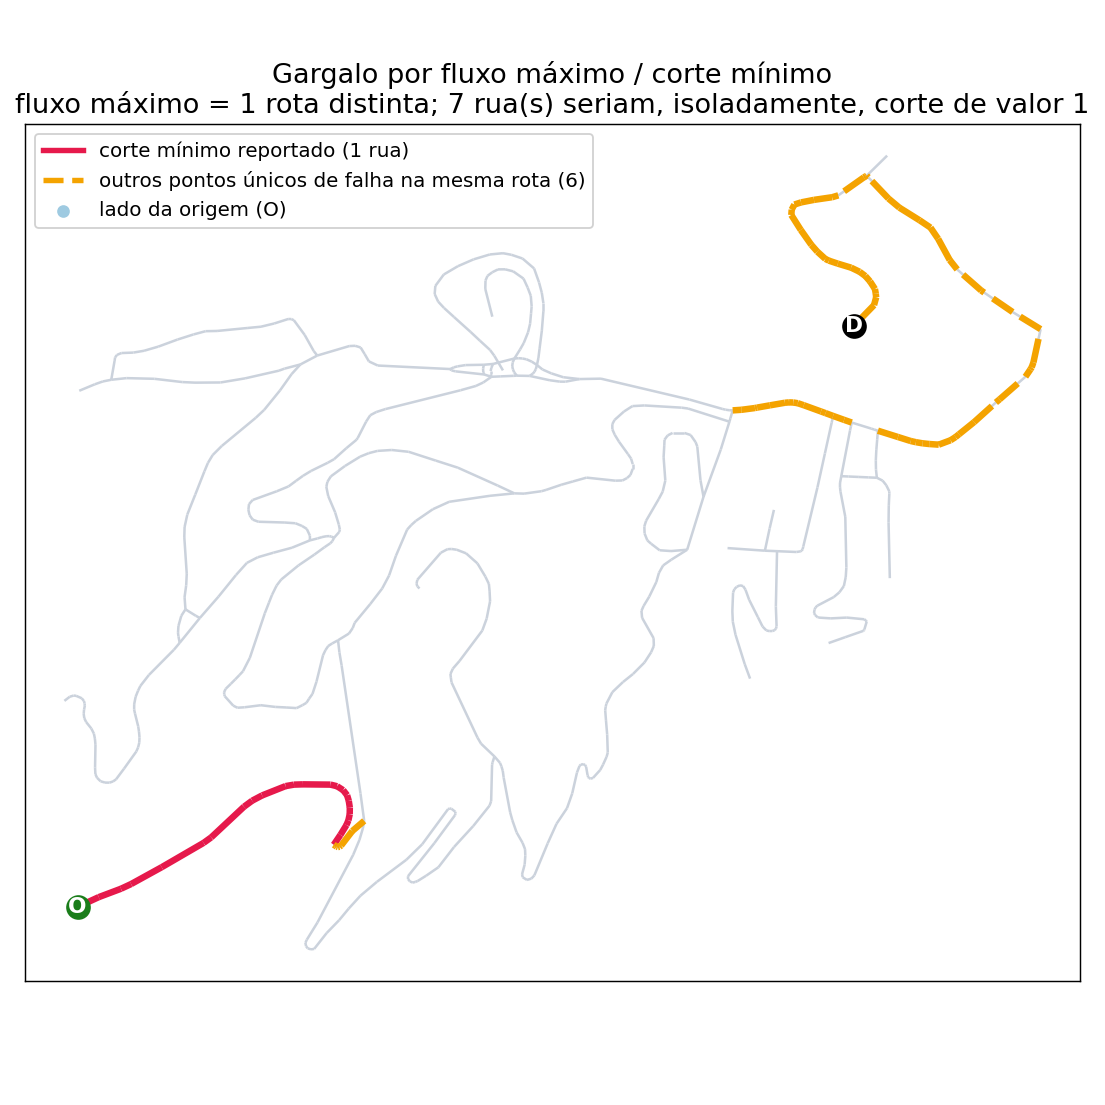 Gargalo por fluxo máximo / corte mínimo
fluxo máximo = 1 rota distinta; 7 rua(s) seriam, isoladamente, corte de valor 1
corte mínimo reportado (1 rua)
outros pontos únicos de falha na mesma rota (6)
lado da origem (O)
D
O